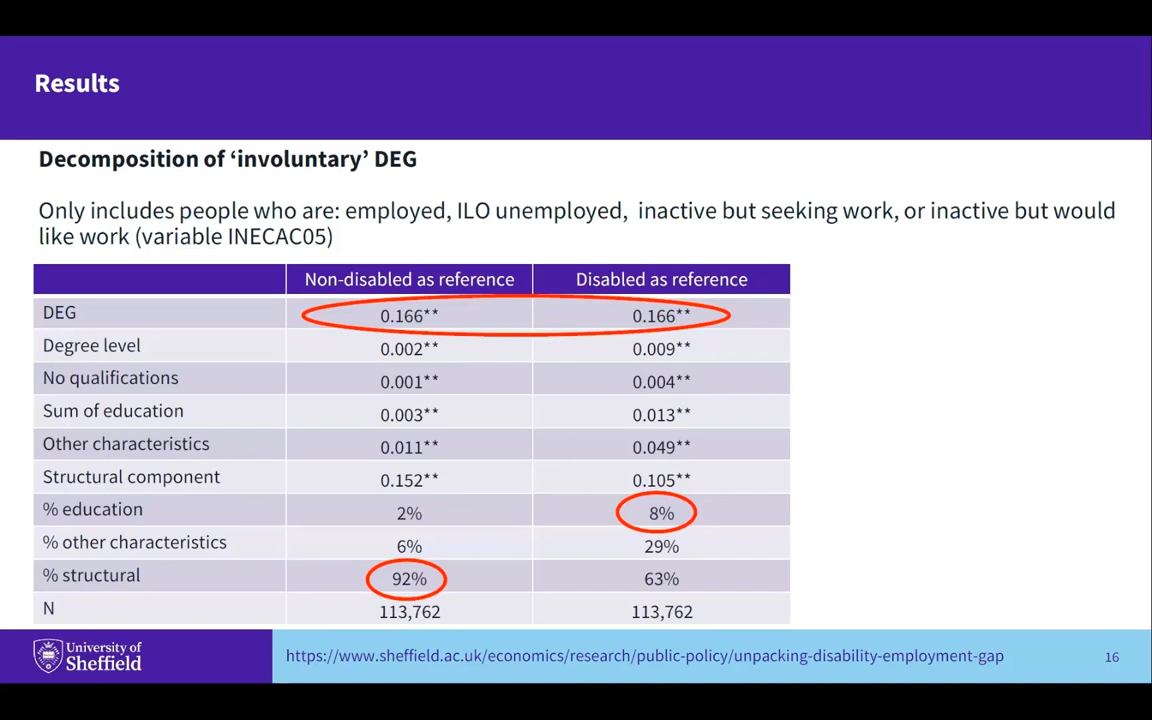 Results
Decomposition of ‘involuntary’ DEG
Only includes people who are: employed, ILO unemployed, inactive but seeking work, or inactive but would
like work (variable INECAC05)
Non-disabled as reference Disabled as reference
DEG 0.166** 0.166**
Degree level 0.002** 0.009**
No qualifications 0.001** 0.004**
Sum of education 0.003** 0.013**
Other characteristics 0.011** 0.049**
Structural component 0.152** 0.105**
% education 2% 8%
% other characteristics 6% 29%
% structural 92% 63%
N 113,762 113,762
University of
Sheffield
https://www.sheffield.ac.uk/economics/research/public-policy/unpacking-disability-employment-gap
16